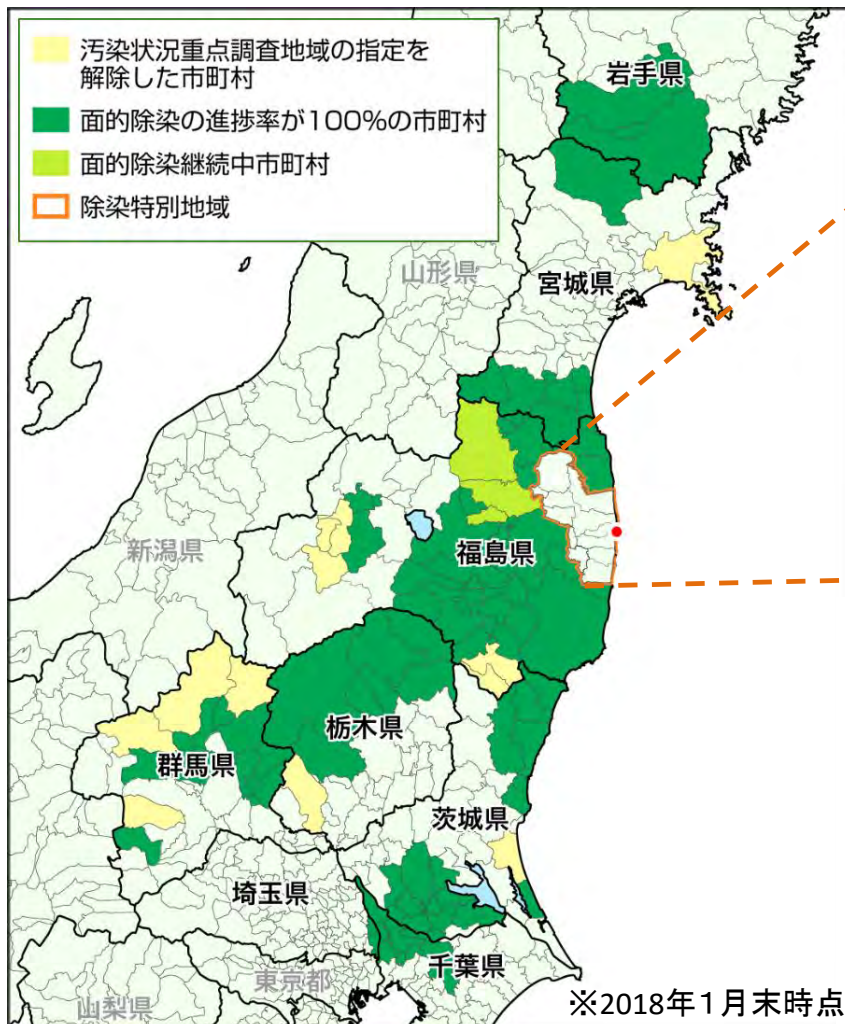 汚染状況重点調査地域の指定を
解除した市町村
面的除染の進捗率が100%の市町村
面的除染継続中市町村
除染特別地域
岩手県
山形県
宮城県
新潟県
福島県
栃木県
群馬県
茨城県
埼玉県
千葉県
東京都
山梨県
※2018年1月末時点